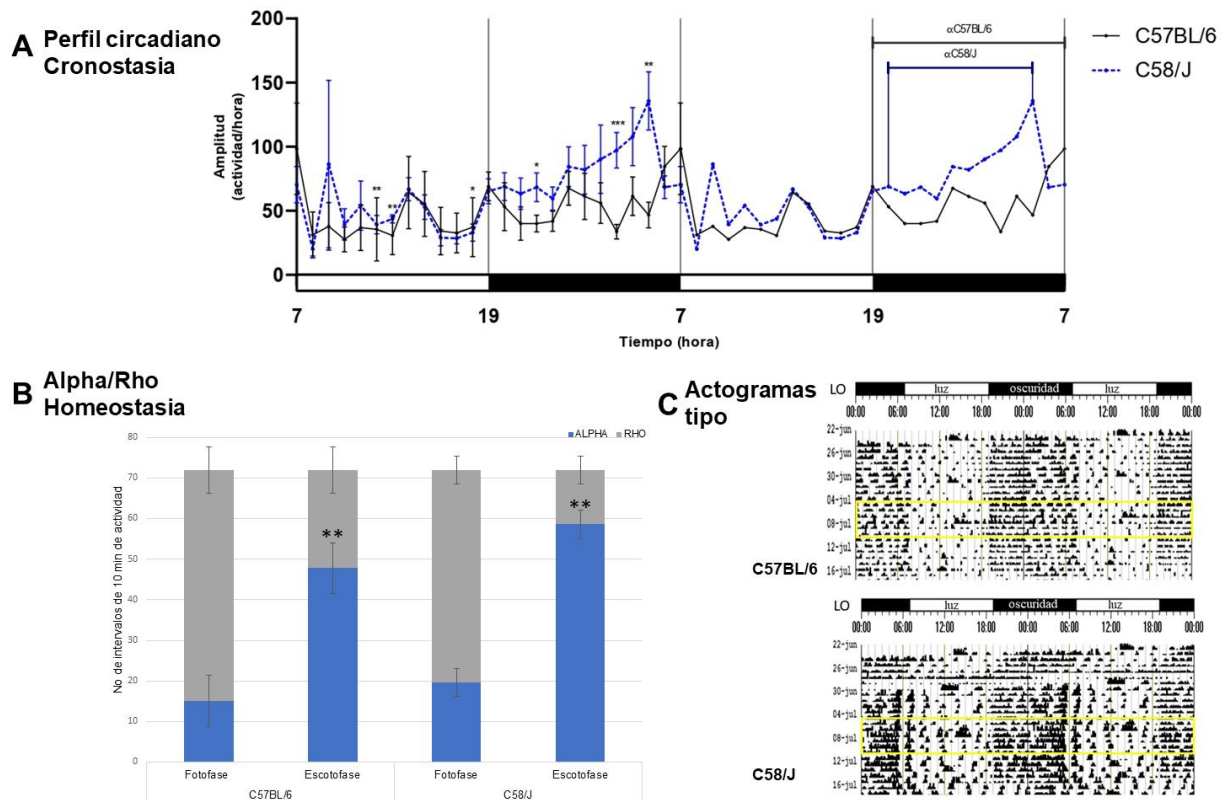 A Perfil circadiano
Cronostasia
200
150
100
50
0
Amplitud
(actividad/hora)
** 
** 
* 
* 
*** 
** 
αC57BL/6
αC58/J
C57BL/6
C58/J
7 19 7 19 7
Tiempo (hora)
B Alpha/Rho
Homeostasia
ALPHA RHO
80
70
60
50
40
30
20
10
0
No de intervalos de 10 min de actividad
**
**
Fotofase Escotofase Fotofase Escotofase
C57BL/6 C58/J
C Actogramas
tipo
LO luz oscuridad luz
00:00 06:00 12:00 18:00 00:00 06:00 12:00 18:00 00:00
22-jun
26-jun
30-jun
04-jul
08-jul
12-jul
16-jul
C57BL/6
LO luz oscuridad luz
00:00 06:00 12:00 18:00 00:00 06:00 12:00 18:00 00:00
22-jun
26-jun
30-jun
04-jul
08-jul
12-jul
16-jul
C58/J